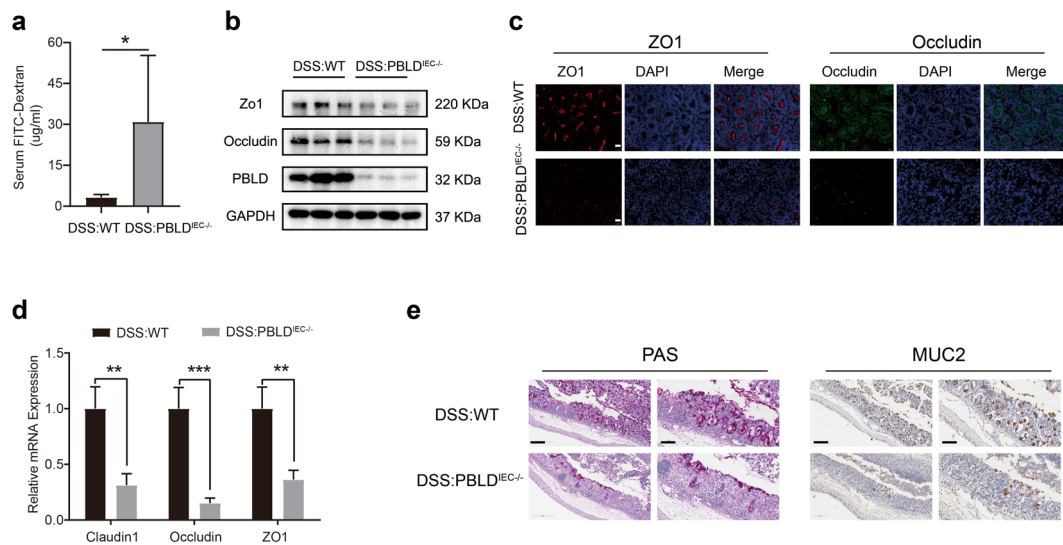 a
Serum FITC-Dextran
(ug/ml)
60
45
30
15
0
*
DSS:WT DSS:PBLD^IEC-/-
b
DSS:WT DSS:PBLD^IEC-/-
Zo1 220 KDa
Occludin 59 KDa
PBLD 32 KDa
GAPDH 37 KDa
c
ZO1 Occludin
ZO1 DAPI Merge Occludin DAPI Merge
DSS:WT
DSS:PBLD^IEC-/-
d
DSS:WT DSS:PBLD^IEC-/-
Relative mRNA Expression
1.5
1.0
0.5
0.0
** *** **
Claudin1 Occludin ZO1
e
PAS MUC2
DSS:WT
DSS:PBLD^IEC-/-